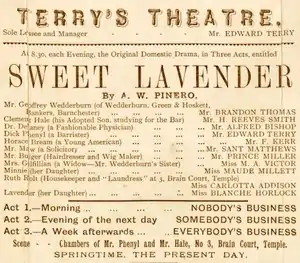 TERRY'S THEATRE.
Sole Lessee and Manager ... Mr. EDWARD TERRY
At 8.30, each Evening, the Original Domestic Drama, in Three Acts, entitled
SWEET LAVENDER
By A. W. PINERO.
Mr. Geoffrey Wedderburn (of Wedderburn, Green & Hoskett,
Bankers, Barnchester) ... Mr. BRANDON THOMAS
Clement Hale (his Adopted Son, studying for the Bar) Mr. H. REEVES SMITH
Dr. Delaney (a Fashionable Physician) ... Mr. ALFRED BISHOP
Dick Phenyl (a Barrister) ... Mr. EDWARD TERRY
Horace Bream (a Young American) ... Mr. F. KERR
Mr. Maw (a Solicitor) ... Mr. SANT MATTHEWS
Mr. Bulger (Hairdresser and Wig Maker) ... Mr. PRINCE MILLER
Mrs. Gilfillian (a Widow—Mr. Wedderburn's Sister) ... Miss M. A. VICTOR
Minnie (her Daughter) ... Miss MAUDE MILLETT
Ruth Rolt (Housekeeper and "Laundress" at 3, Brain Court, Temple)
Miss CARLOTTA ADDISON
Lavender (her Daughter) ... Miss BLANCHE HORLOCK
Act 1.—Morning ... NOBODY'S BUSINESS
Act 2.—Evening of the next day SOMEBODY'S BUSINESS
Act 3.—A Week afterwards ... EVERYBODY'S BUSINESS
Scene - Chambers of Mr. Phenyl and Mr. Hale, No 3, Brain Court, Temple.
SPRINGTIME, THE PRESENT DAY.